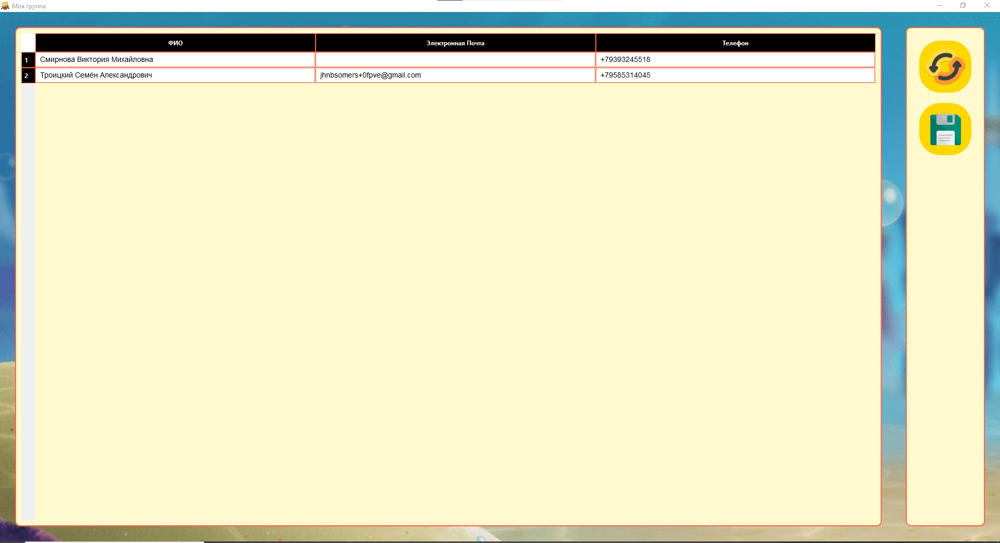 Моя группа
ФИО Электронная Почта Телефон
1 Смирнова Виктория Михайловна +79393245518
2 Троицкий Семён Александрович jhnbsomers+0fpve@gmail.com +79585314045